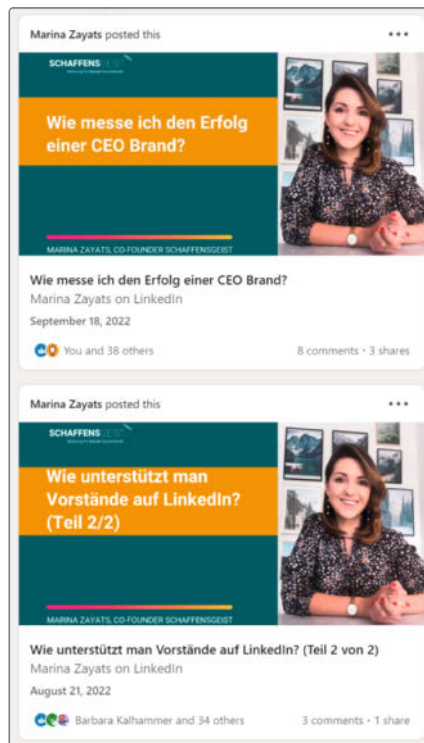 Marina Zayats posted this
SCHAFFENSGEIST
Wie messe ich den Erfolg
einer CEO Brand?
MARINA ZAYATS, CO-FOUNDER SCHAFFENSGEIST
Wie messe ich den Erfolg einer CEO Brand?
Marina Zayats on LinkedIn
September 18, 2022
You and 38 others
8 comments • 3 shares
Marina Zayats posted this
SCHAFFENSGEIST
Wie unterstützt man
Vorstände auf LinkedIn?
(Teil 2/2)
MARINA ZAYATS, CO-FOUNDER SCHAFFENSGEIST
Wie unterstützt man Vorstände auf LinkedIn? (Teil 2 von 2)
Marina Zayats on LinkedIn
August 21, 2022
Barbara Kalhammer and 34 others
3 comments • 1 share